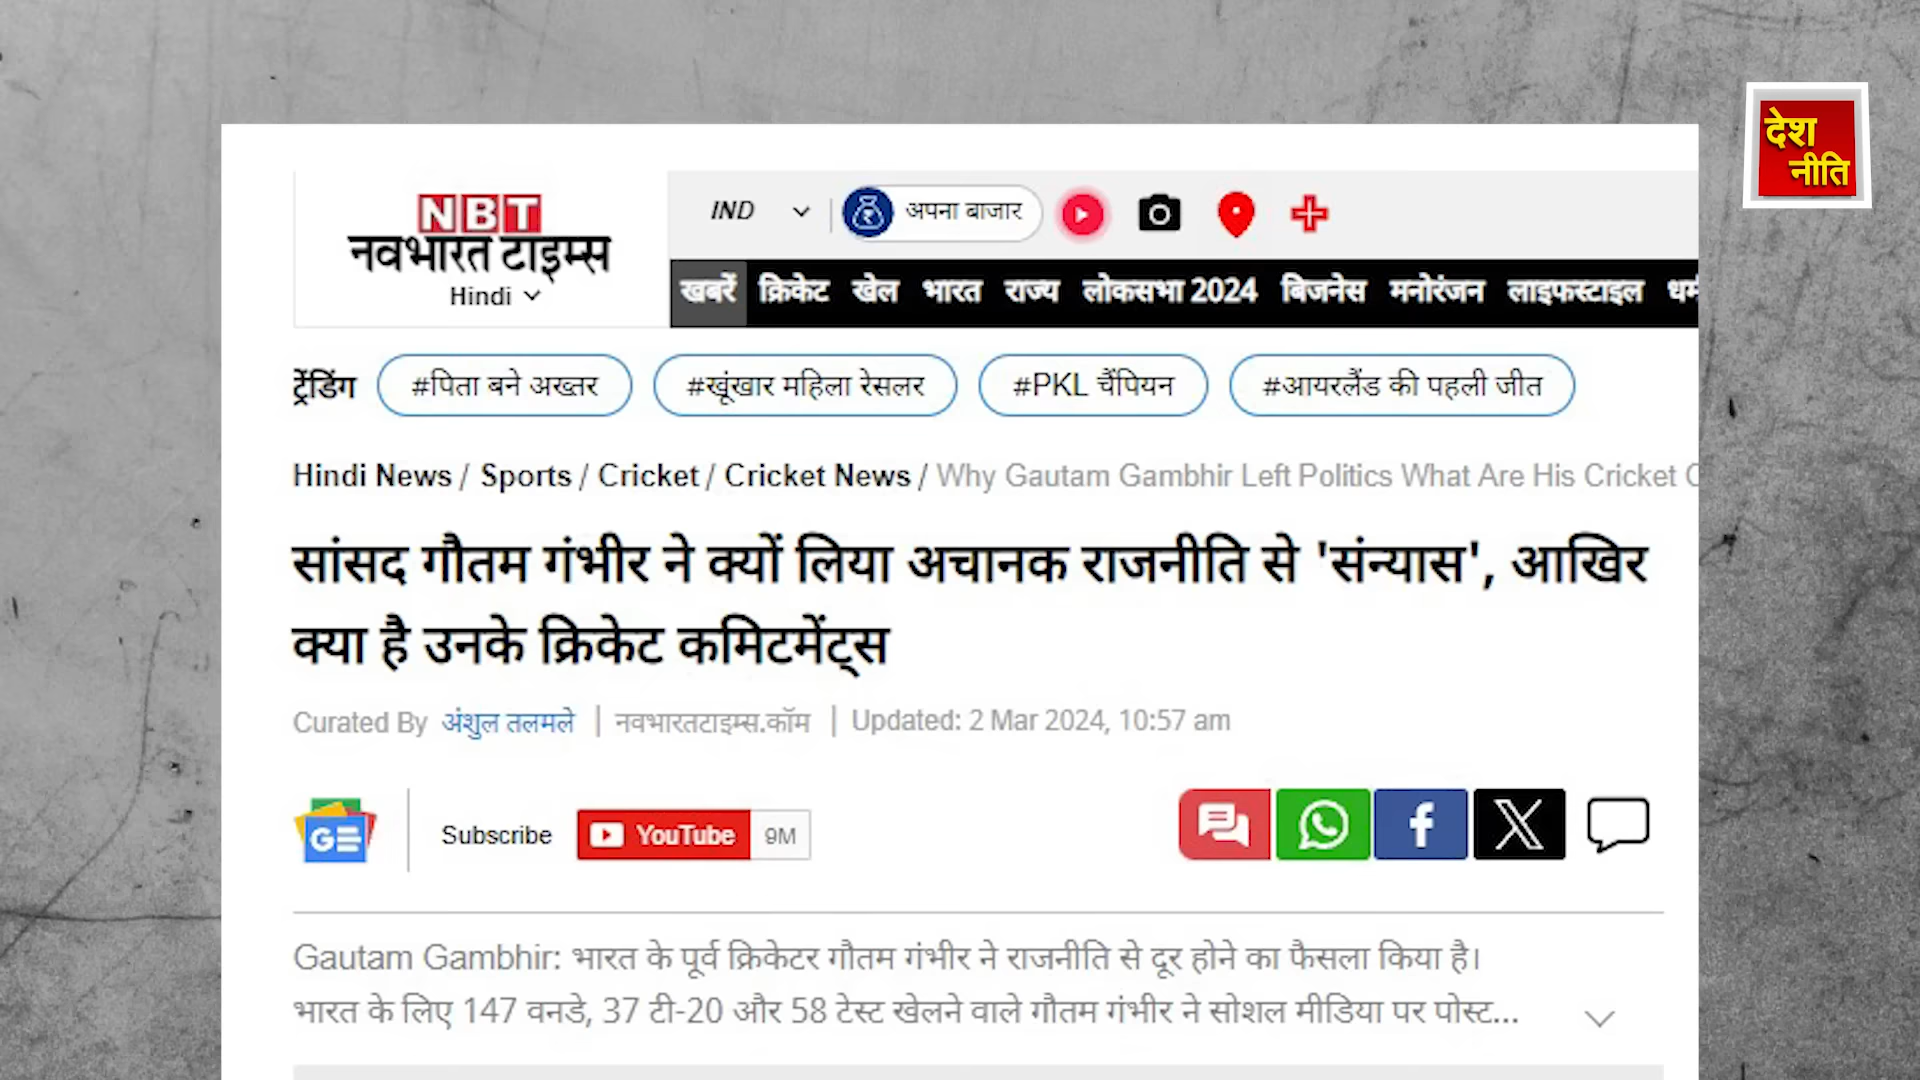 देश
नीति
NBT
नवभारत टाइम्स
Hindi
IND
अपना बाजार
खबरें क्रिकेट खेल भारत राज्य लोकसभा 2024 बिजनेस मनोरंजन लाइफस्टाइल
ट्रेंडिंग #पिता बने अख्तर #खूंखार महिला रेसलर #PKL चैंपियन #आयरलैंड की पहली जीत
Hindi News / Sports / Cricket / Cricket News / Why Gautam Gambhir Left Politics What Are His Cricket
सांसद गौतम गंभीर ने क्यों लिया अचानक राजनीति से 'संन्यास', आखिर
क्या है उनके क्रिकेट कमिटमेंट्स
Curated By अंशुल तलमले | नवभारतटाइम्स.कॉम | Updated: 2 Mar 2024, 10:57 am
GE Subscribe YouTube 9M
Gautam Gambhir: भारत के पूर्व क्रिकेटर गौतम गंभीर ने राजनीति से दूर होने का फैसला किया है।
भारत के लिए 147 वनडे, 37 टी-20 और 58 टेस्ट खेलने वाले गौतम गंभीर ने सोशल मीडिया पर पोस्ट...